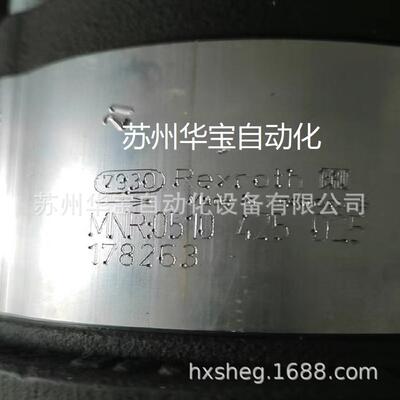 21
苏州华宝自动化
7930 Rexroth
苏州华宝自动化设备有限公司
MNR:0510 425
178263
hxsheg.1688.com